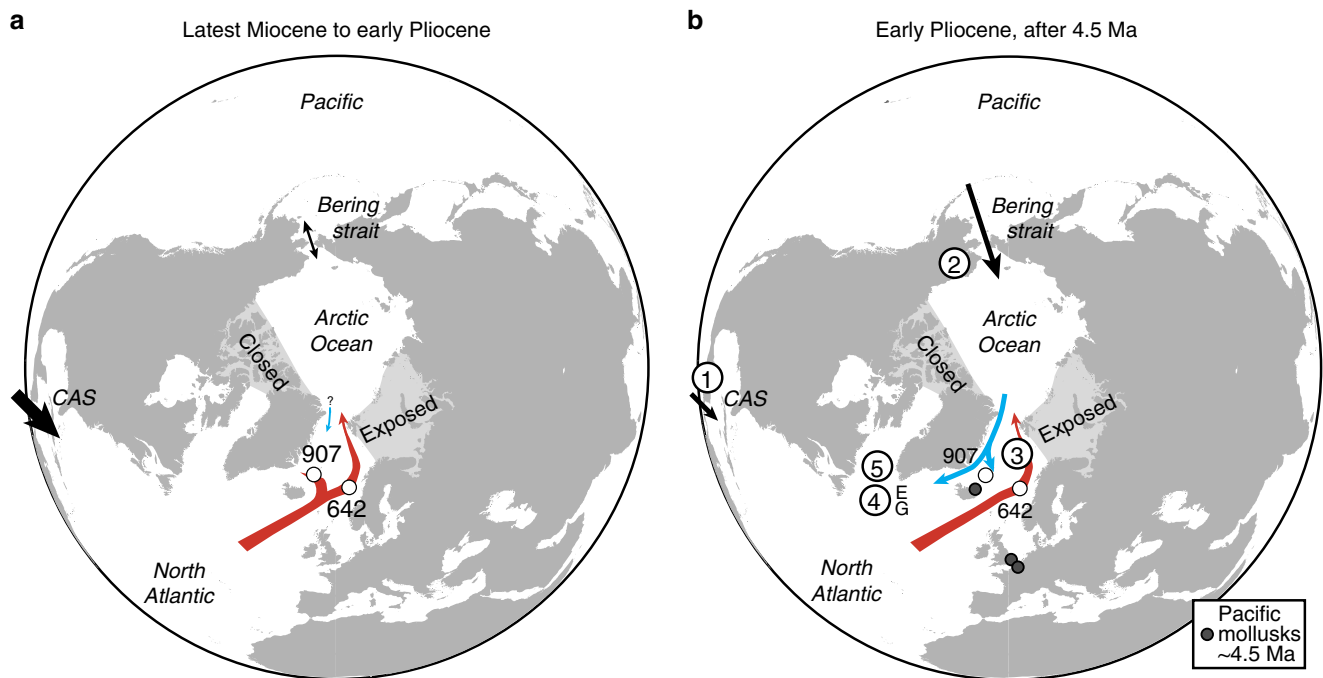 a
Latest Miocene to early Pliocene
Pacific
Bering
strait
Arctic
Ocean
Closed
Exposed
CAS
?
907
642
North
Atlantic
b
Early Pliocene, after 4.5 Ma
Pacific
Bering
strait
2
Arctic
Ocean
Closed
Exposed
1
CAS
907
3
5
4
E
G
642
North
Atlantic
Pacific
mollusks
~4.5 Ma